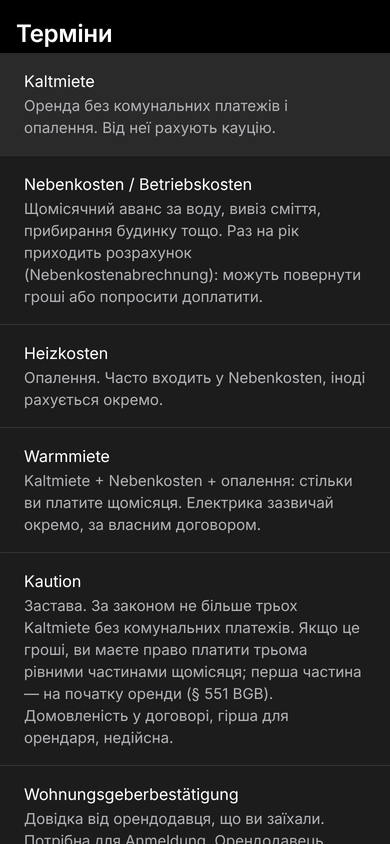 Терміни
Kaltmiete
Оренда без комунальних платежів і
опалення. Від неї рахують кауцію.
Nebenkosten / Betriebskosten
Щомісячний аванс за воду, вивіз сміття,
прибирання будинку тощо. Раз на рік
приходить розрахунок
(Nebenkostenabrechnung): можуть повернути
гроші або попросити доплатити.
Heizkosten
Опалення. Часто входить у Nebenkosten, іноді
рахується окремо.
Warmmiete
Kaltmiete + Nebenkosten + опалення: стільки
ви платите щомісяця. Електрика зазвичай
окремо, за власним договором.
Kaution
Застава. За законом не більше трьох
Kaltmiete без комунальних платежів. Якщо це
гроші, ви маєте право платити трьома
рівними частинами щомісяця; перша частина
— на початку оренди (§ 551 BGB).
Домовленість у договорі, гірша для
орендаря, недійсна.
Wohnungsgeberbestätigung
Довідка від орендодавця, що ви заїхали.
Потрібна для Anmeldung. Орендодавець